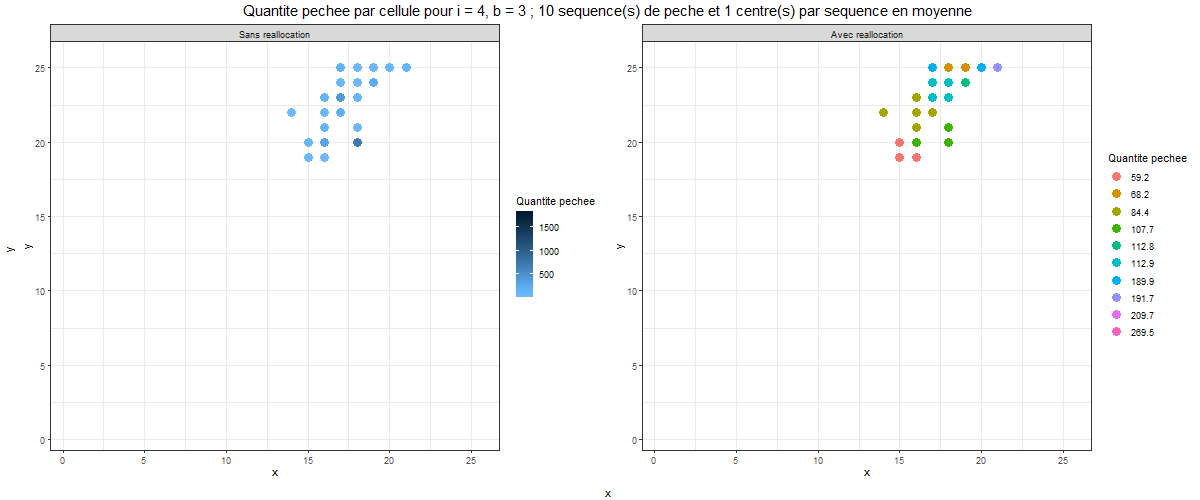 Quantite pechee par cellule pour i = 4, b = 3 ; 10 sequence(s) de peche et 1 centre(s) par sequence en moyenne
Sans reallocation
25
20
15
10
5
0
y
y
0 5 10 15 20 25
x
Quantite pechee
1500
1000
500
Avec reallocation
25
20
15
10
5
0
y
0 5 10 15 20 25
x
Quantite pechee
59.2
68.2
84.4
107.7
112.8
112.9
189.9
191.7
209.7
269.5
x